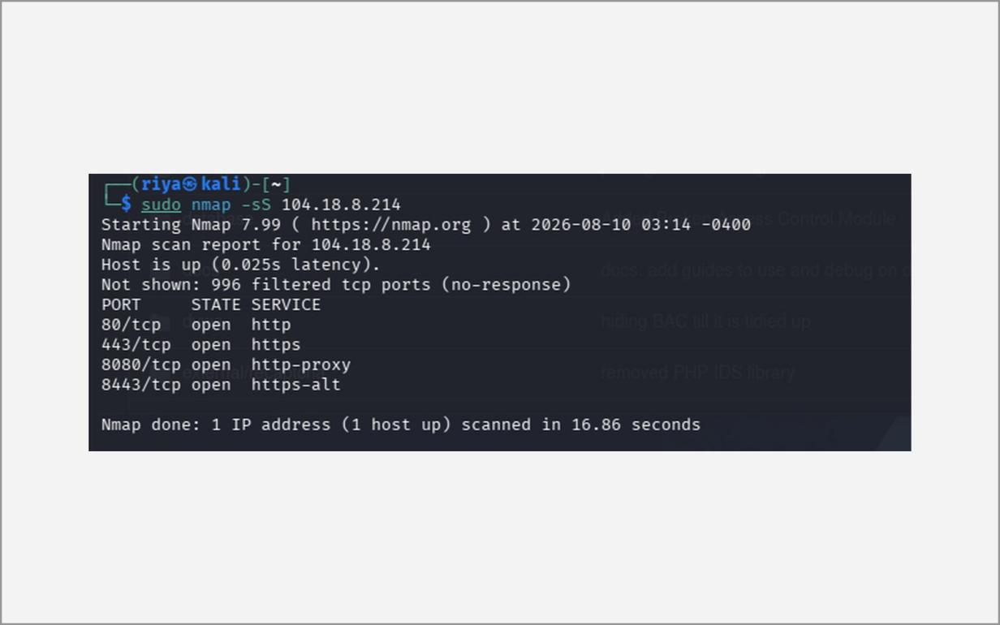 ┌──(riya㉿kali)-[~]
└─$ sudo nmap -sS 104.18.8.214
Starting Nmap 7.99 ( https://nmap.org ) at 2026-08-10 03:14 -0400
Nmap scan report for 104.18.8.214
Host is up (0.025s latency).
Not shown: 996 filtered tcp ports (no-response)
PORT     STATE SERVICE
80/tcp   open  http
443/tcp  open  https
8080/tcp open  http-proxy
8443/tcp open  https-alt
Nmap done: 1 IP address (1 host up) scanned in 16.86 seconds
Access Control Module
docs: add guides to use and debug on
hiding BAC till it is tidied up
removed PHP IDS library